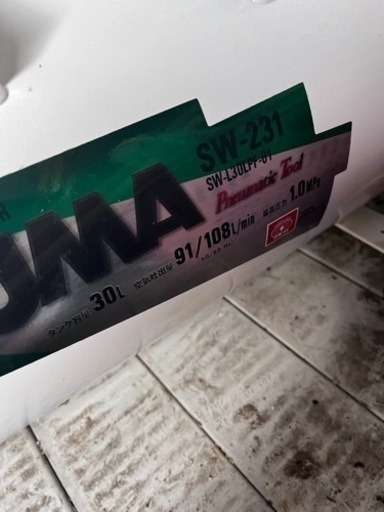 SW-231
SW-L30LPF-01
UMA
Pneumatic Tool
タンク容量 30L 空気吐出量 91/108L/min 最高圧力 1.0MPa